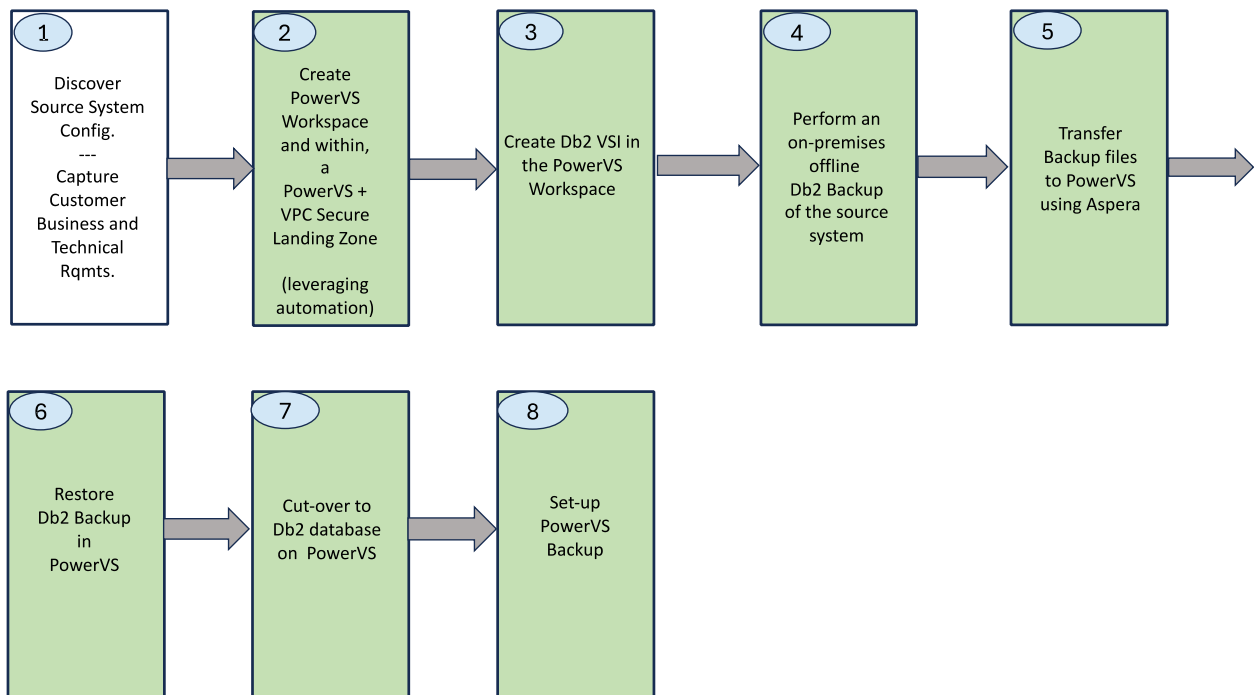 1
Discover
Source System
Config.
---
Capture
Customer
Business and
Technical
Rqmts.
2
Create
PowerVS
Workspace
and within,
a
PowerVS +
VPC Secure
Landing Zone
(leveraging
automation)
3
Create Db2 VSI in
the PowerVS
Workspace
4
Perform an
on-premises
offline
Db2 Backup
of the source
system
5
Transfer
Backup files
to PowerVS
using Aspera
6
Restore
Db2 Backup
in
PowerVS
7
Cut-over to
Db2 database
on PowerVS
8
Set-up
PowerVS
Backup